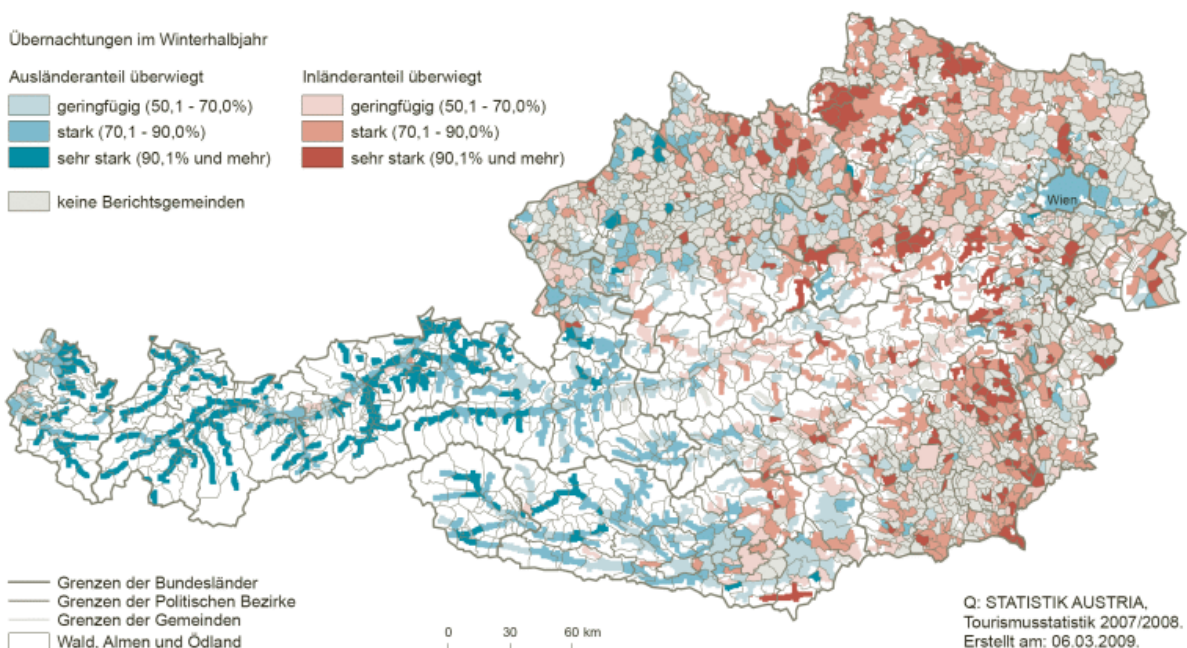 Übernachtungen im Winterhalbjahr
Ausländeranteil überwiegt
geringfügig (50,1 - 70,0%)
stark (70,1 - 90,0%)
sehr stark (90,1% und mehr)
keine Berichtsgemeinden
Inländeranteil überwiegt
geringfügig (50,1 - 70,0%)
stark (70,1 - 90,0%)
sehr stark (90,1% und mehr)
Wien
Grenzen der Bundesländer
Grenzen der Politischen Bezirke
Grenzen der Gemeinden
Wald, Almen und Ödland
0 30 60 km
Q: STATISTIK AUSTRIA,
Tourismusstatistik 2007/2008.
Erstellt am: 06.03.2009.